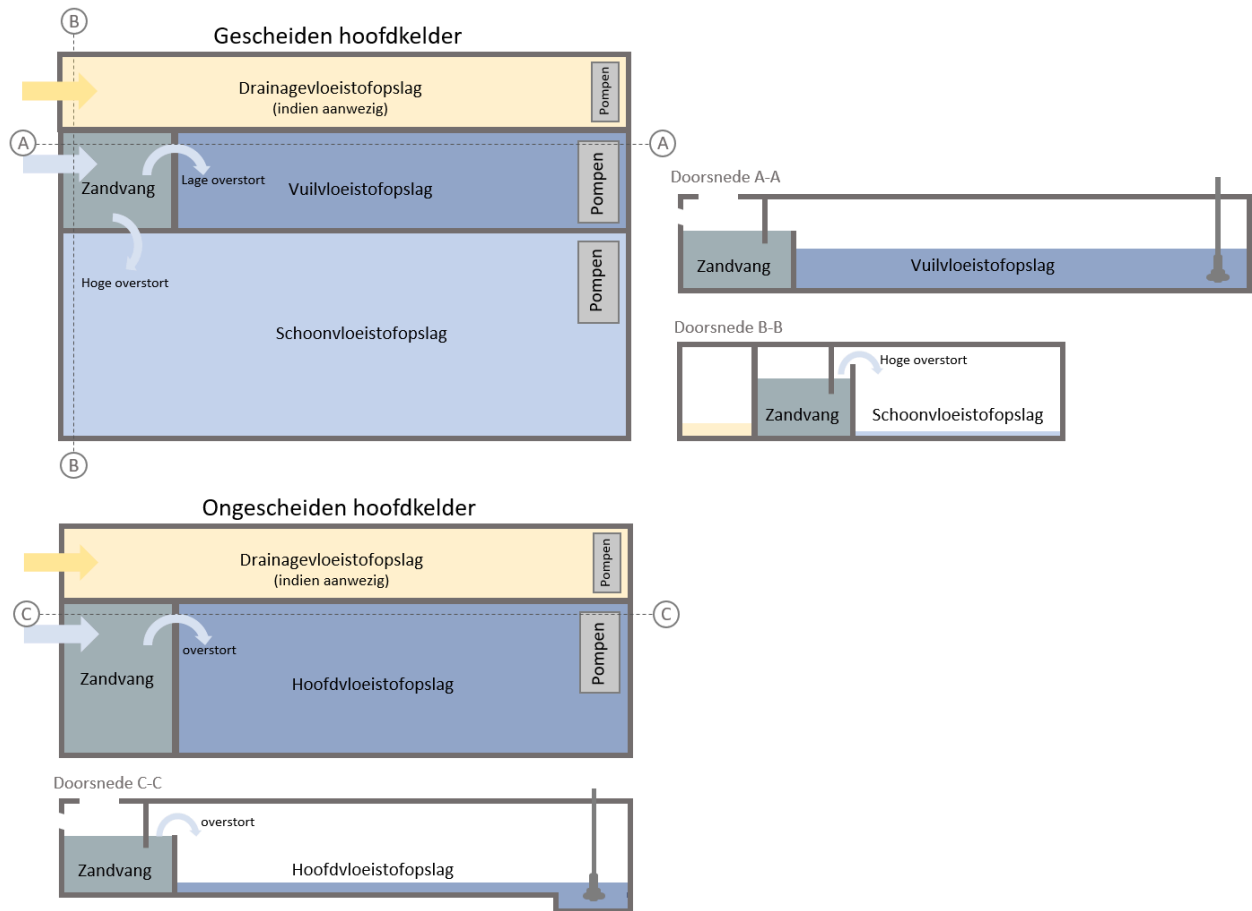 B
Gescheiden hoofdkelder
Drainagevloeistofopslag
(indien aanwezig)
Pompen
A
A
Zandvang
Lage overstort
Vuilvloeistofopslag
Pompen
Hoge overstort
Schoonvloeistofopslag
Pompen
B
Doorsnede A-A
Zandvang
Vuilvloeistofopslag
Doorsnede B-B
Hoge overstort
Zandvang
Schoonvloeistofopslag
Ongescheiden hoofdkelder
Drainagevloeistofopslag
(indien aanwezig)
Pompen
C
C
overstort
Zandvang
Hoofdvloeistofopslag
Pompen
Doorsnede C-C
overstort
Zandvang
Hoofdvloeistofopslag